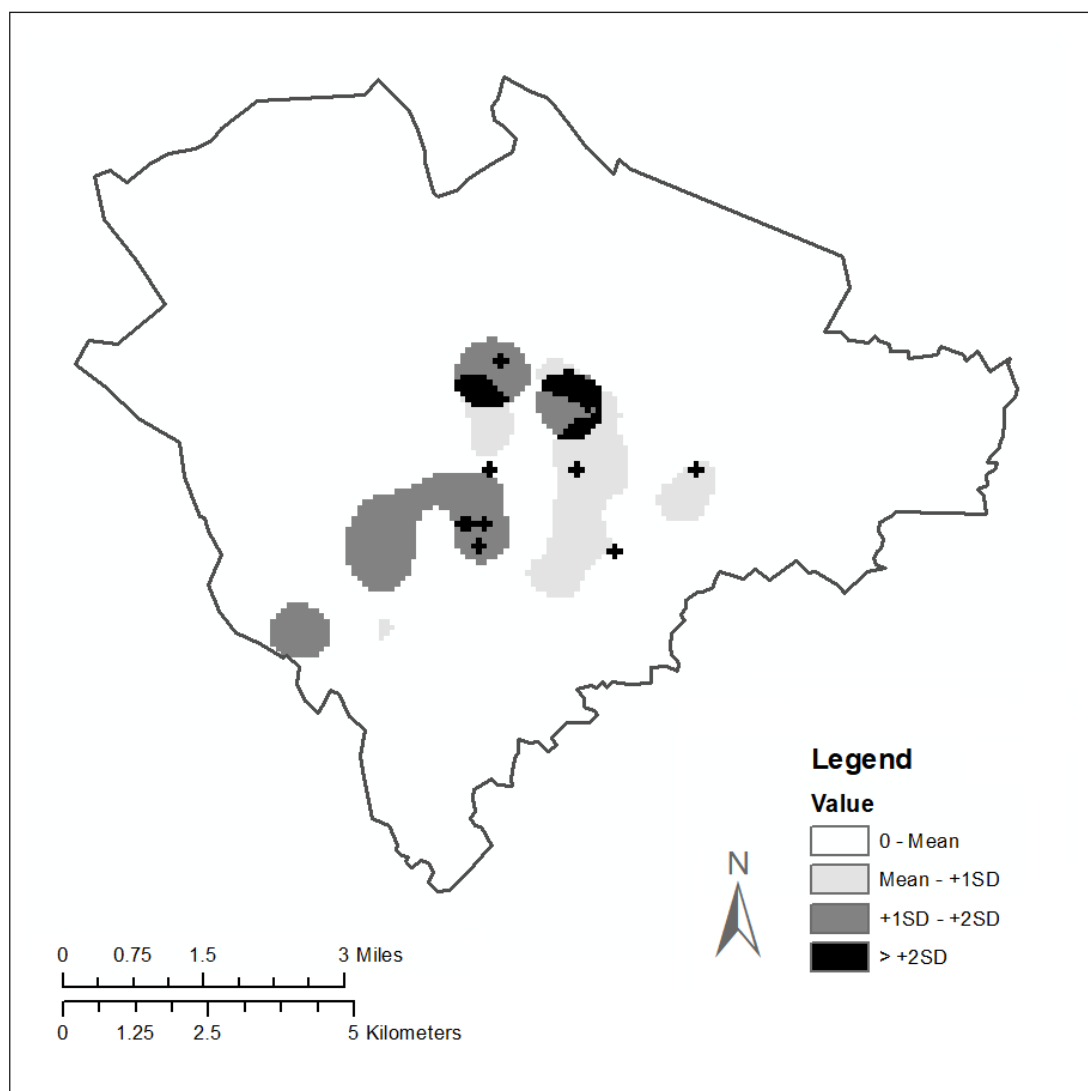 Legend
Value
0 - Mean
Mean - +1SD
+1SD - +2SD
> +2SD
N
0 0.75 1.5 3 Miles
0 1.25 2.5 5 Kilometers